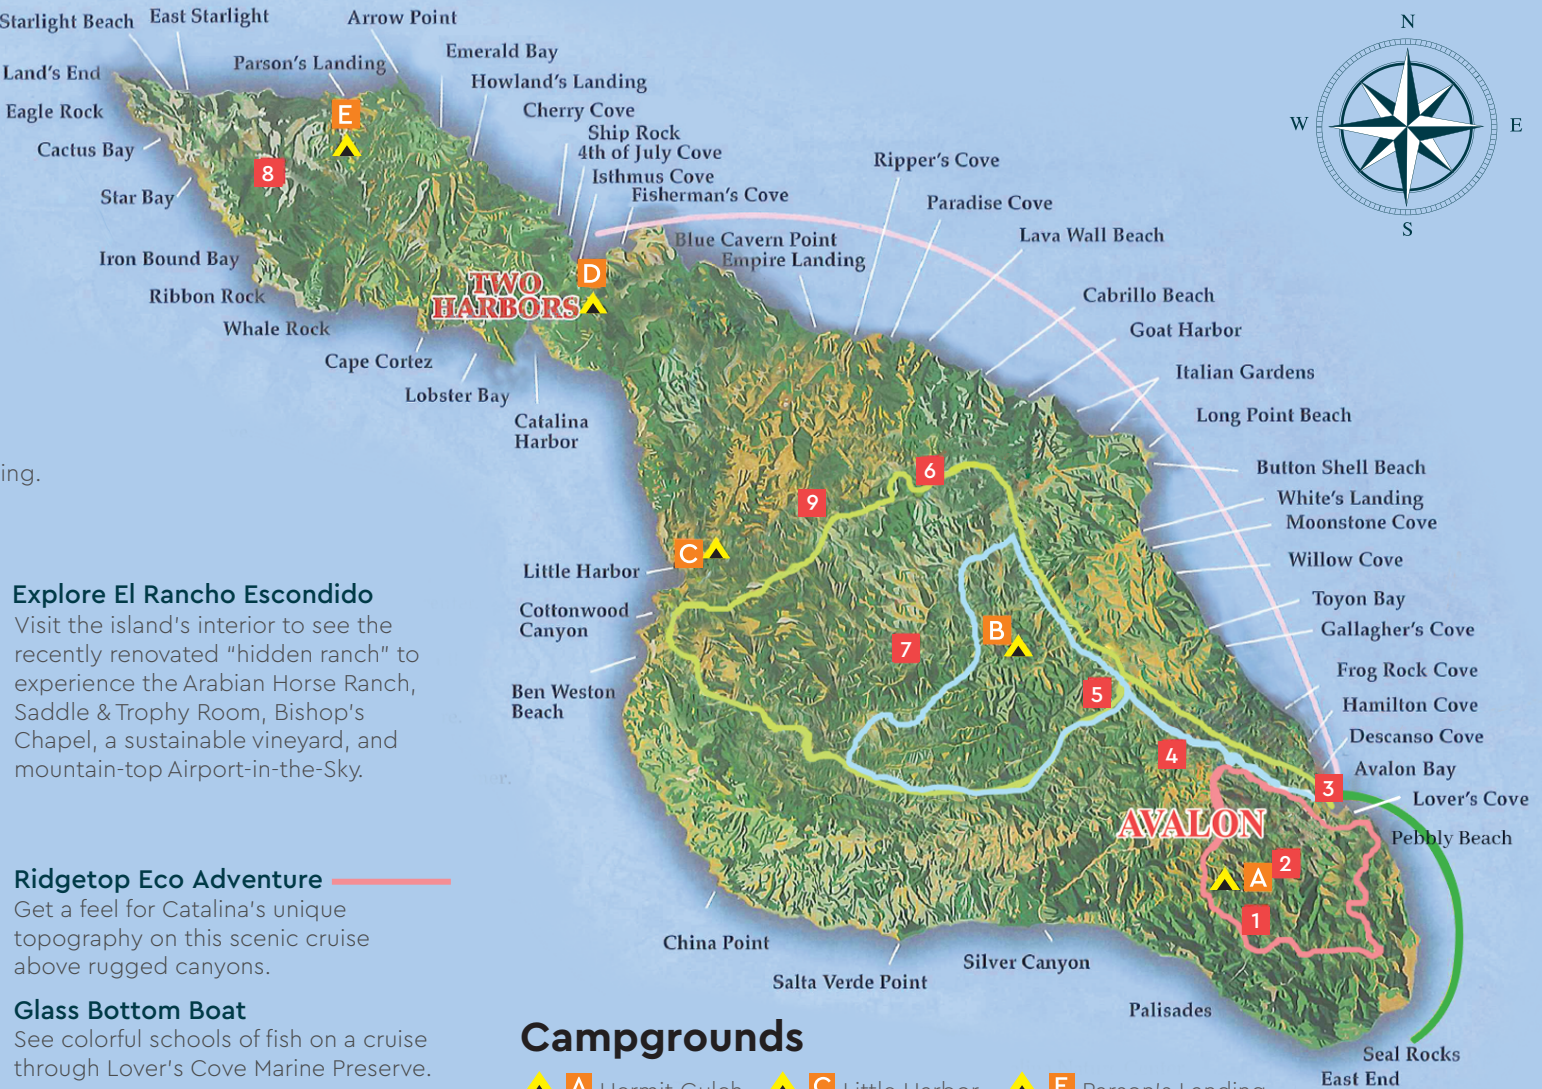 Starlight Beach
East Starlight
Arrow Point
Land's End
Parson's Landing
Emerald Bay
Eagle Rock
Howland's Landing
E
Cherry Cove
Cactus Bay
Ship Rock
4th of July Cove
8
Isthmus Cove
Star Bay
Fisherman's Cove
Ripper's Cove
Paradise Cove
Blue Cavern Point
Lava Wall Beach
Iron Bound Bay
Empire Landing
D
TWO
HARBORS
Ribbon Rock
Whale Rock
Cabrillo Beach
Goat Harbor
Cape Cortez
Italian Gardens
Lobster Bay
Long Point Beach
Catalina
Harbor
N
W
E
S
ing.
6
Button Shell Beach
9
White's Landing
Moonstone Cove
C
Willow Cove
Little Harbor
Explore El Rancho Escondido
Visit the island's interior to see the
recently renovated "hidden ranch" to
experience the Arabian Horse Ranch,
Saddle & Trophy Room, Bishop's
Chapel, a sustainable vineyard, and
mountain-top Airport-in-the-Sky.
Cottonwood
Canyon
Toyon Bay
B
Gallagher's Cove
7
Frog Rock Cove
Ben Weston
Beach
5
Hamilton Cove
Descanso Cove
4
Avalon Bay
3
Lover's Cove
AVALON
Pebbly Beach
2
A
1
Ridgetop Eco Adventure
Get a feel for Catalina's unique
topography on this scenic cruise
above rugged canyons.
China Point
Salta Verde Point
Silver Canyon
Palisades
Glass Bottom Boat
See colorful schools of fish on a cruise
through Lover's Cove Marine Preserve.
Seal Rocks
East End
Campgrounds
A Hermit Gulch
C Little Harbor
E Parson's Landing